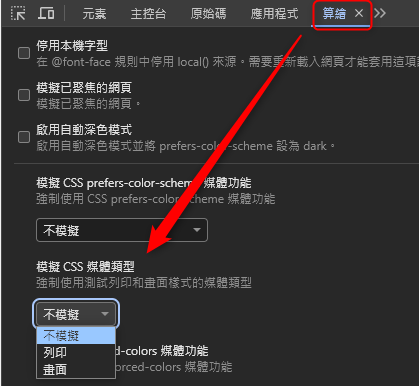 元素 主控台 原始碼 應用程式 算繪
停用本機字型
在 @font-face 規則中停用 local() 來源。需要重新載入網頁才能套用這項
模擬已聚焦的網頁
模擬已聚焦的網頁。
啟用自動深色模式
啟用自動深色模式並將 prefers-color-scheme 設為 dark。
模擬 CSS prefers-color-scheme 媒體功能
強制使用 CSS prefers-color-scheme 媒體功能
不模擬
模擬 CSS 媒體類型
強制使用測試列印和畫面樣式的媒體類型
不模擬
不模擬
列印
畫面
ed-colors 媒體功能
orced-colors 媒體功能